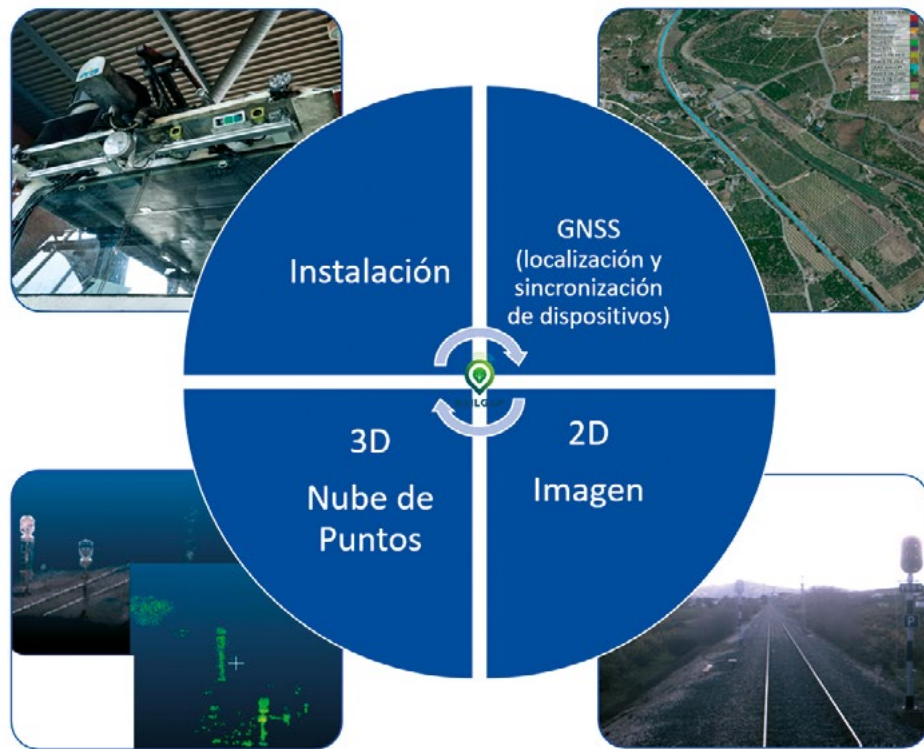 Instalación
GNSS
(localización y
sincronización
de dispositivos)
3D
Nube de
Puntos
2D
Imagen
P